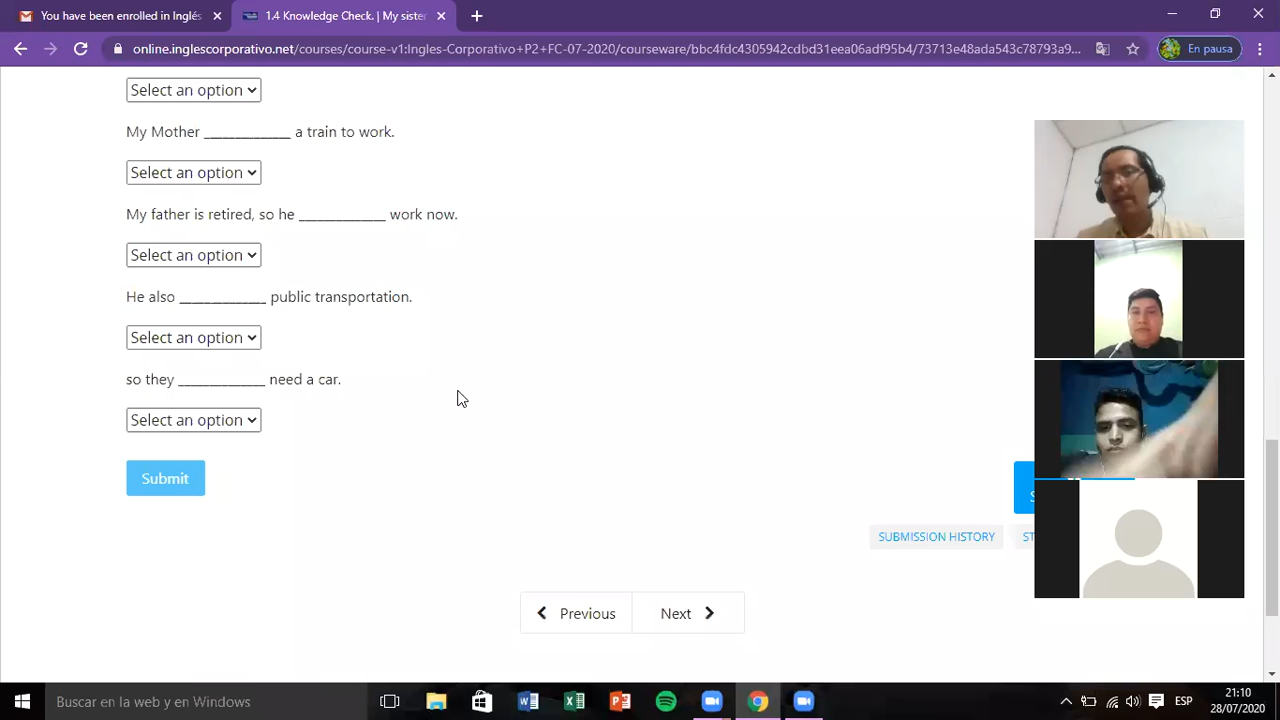 You have been enrolled in Inglés
1.4 Knowledge Check. | My sister
online.inglescorporativo.net/courses/course-v1:Ingles-Corporativo+P2+FC-07-2020/courseware/bbc4fdc4305942cdbd31eea06adf95b4/73713e48ada543c78793a9...
En pausa
Select an option
My Mother ______________ a train to work.
Select an option
My father is retired, so he ______________ work now.
Select an option
He also ______________ public transportation.
Select an option
so they ______________ need a car.
Select an option
Submit
SUBMISSION HISTORY
Previous
Next
Buscar en la web y en Windows
ESP
21:10
28/07/2020